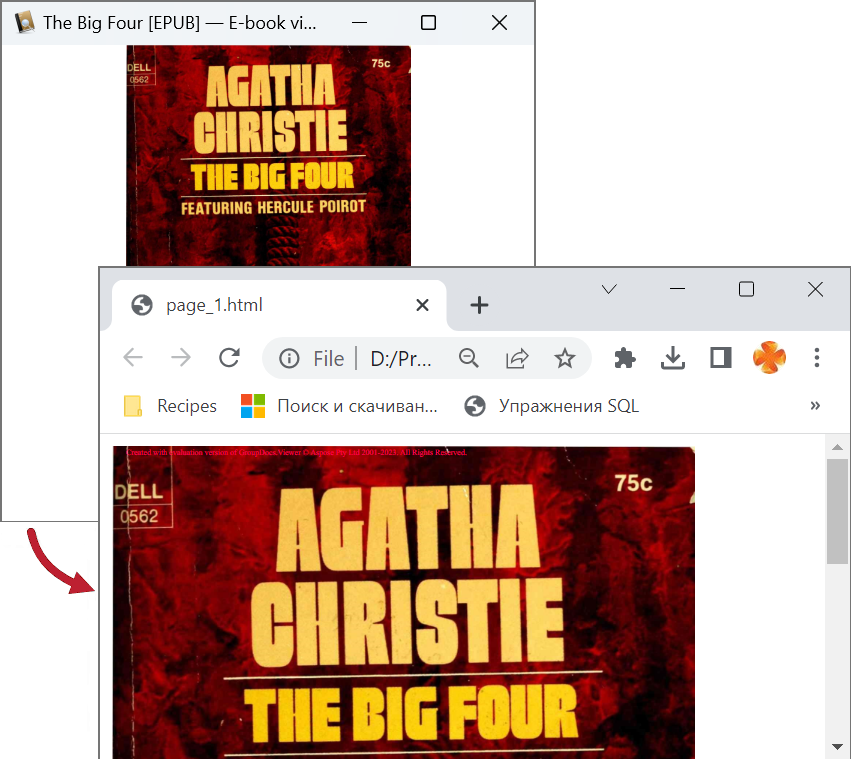 The Big Four [EPUB] — E-book vi...
DELL
0562
75c
AGATHA
CHRISTIE
THE BIG FOUR
FEATURING HERCULE POIROT
page_1.html
File
D:/Pr...
Recipes
Поиск и скачиван...
Упражнения SQL
»
Created with evaluation version of GroupDocs.Viewer © Aspose Pty Ltd 2001-2023. All Rights Reserved.
DELL
0562
75c
AGATHA
CHRISTIE
THE BIG FOUR